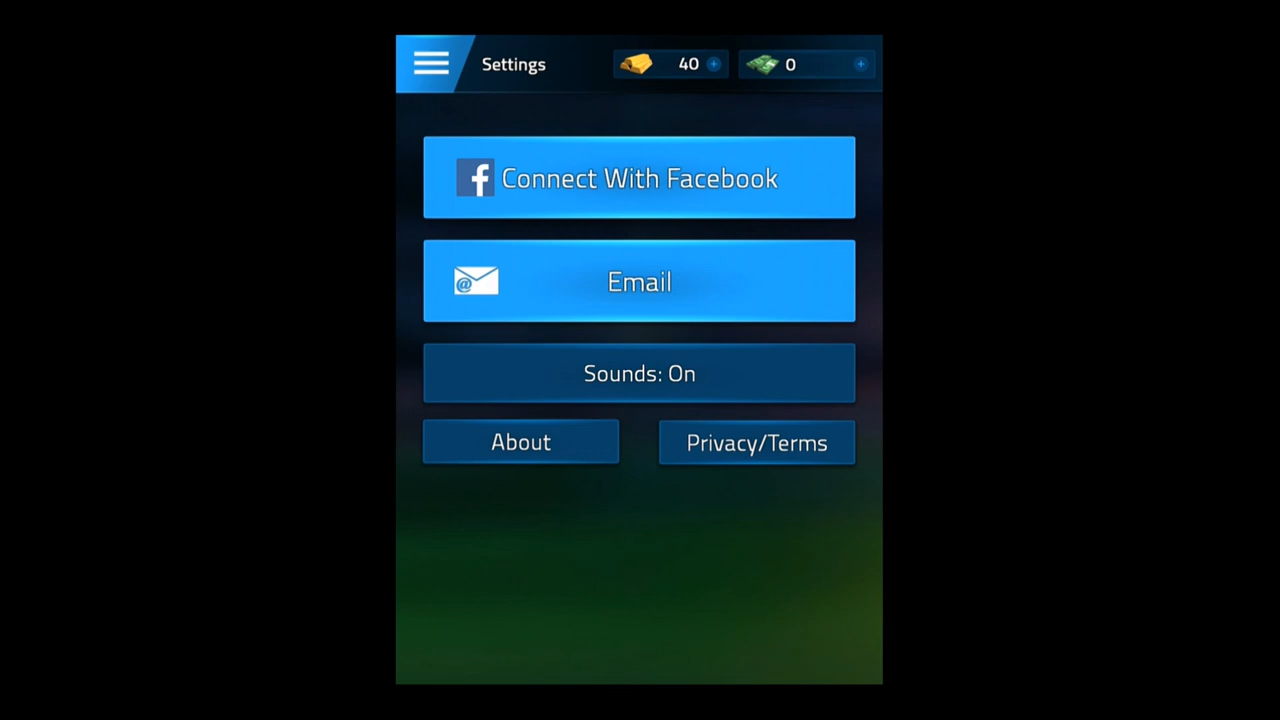 Settings
40
0
Connect With Facebook
Email
Sounds: On
About
Privacy/Terms